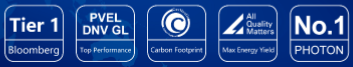 Tier 1
Bloomberg
PVEL
DNV GL
Top Performance
Carbon Footprint
All
Quality
Matters
Max Energy Yield
No.1
PHOTON